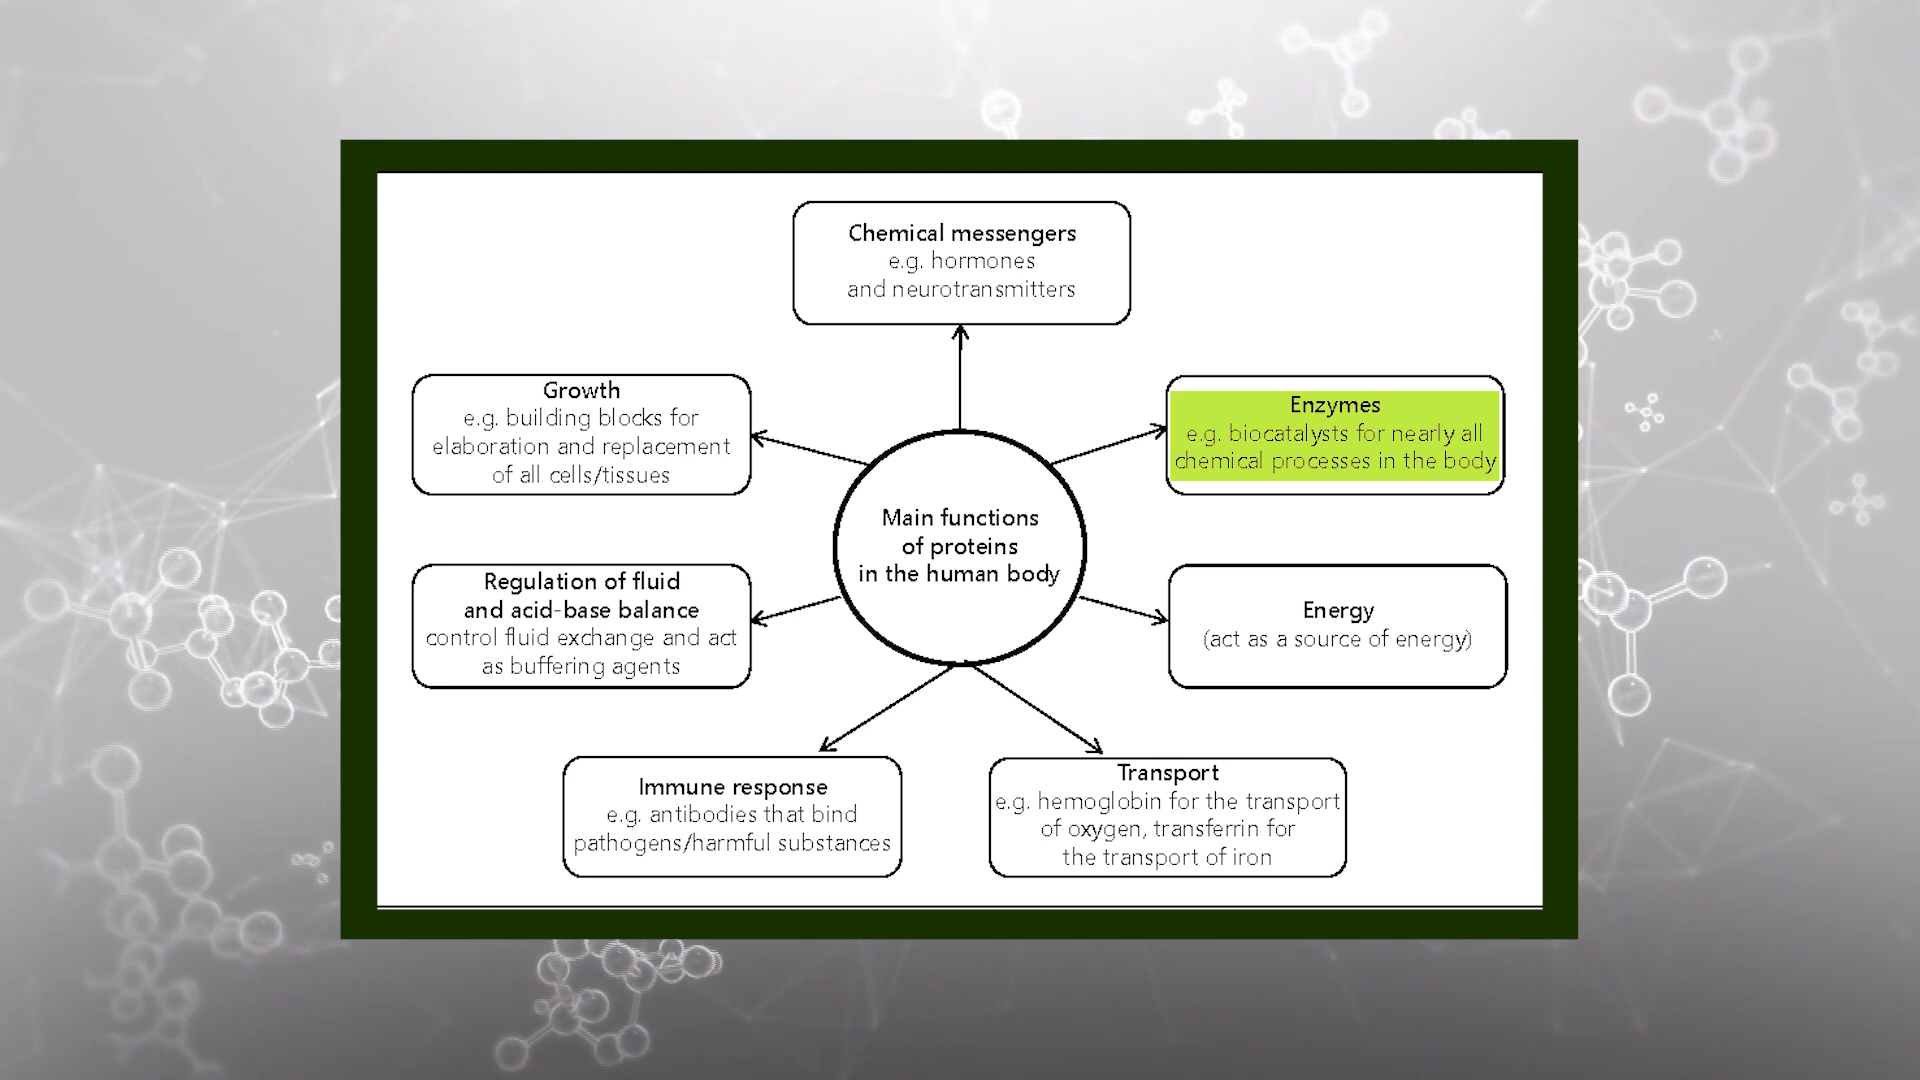 Chemical messengers
e.g. hormones
and neurotransmitters
Growth
e.g. building blocks for
elaboration and replacement
of all cells/tissues
Enzymes
e.g. biocatalysts for nearly all
chemical processes in the body
Main functions
of proteins
in the human body
Regulation of fluid
and acid-base balance
control fluid exchange and act
as buffering agents
Energy
(act as a source of energy)
Immune response
e.g. antibodies that bind
pathogens/harmful substances
Transport
e.g. hemoglobin for the transport
of oxygen, transferrin for
the transport of iron